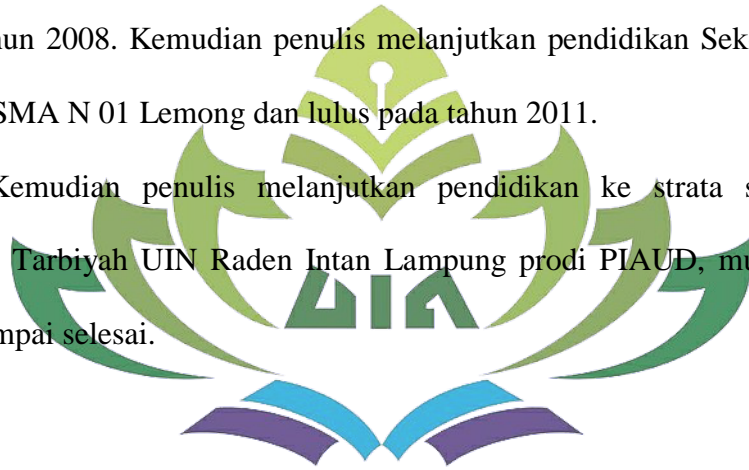 hun 2008. Kemudian penulis melanjutkan pendidikan Sek
SMA N 01 Lemong dan lulus pada tahun 2011.
Kemudian penulis melanjutkan pendidikan ke strata s
Tarbiyah UIN Raden Intan Lampung prodi PIAUD, mu
UIN
mpai selesai.